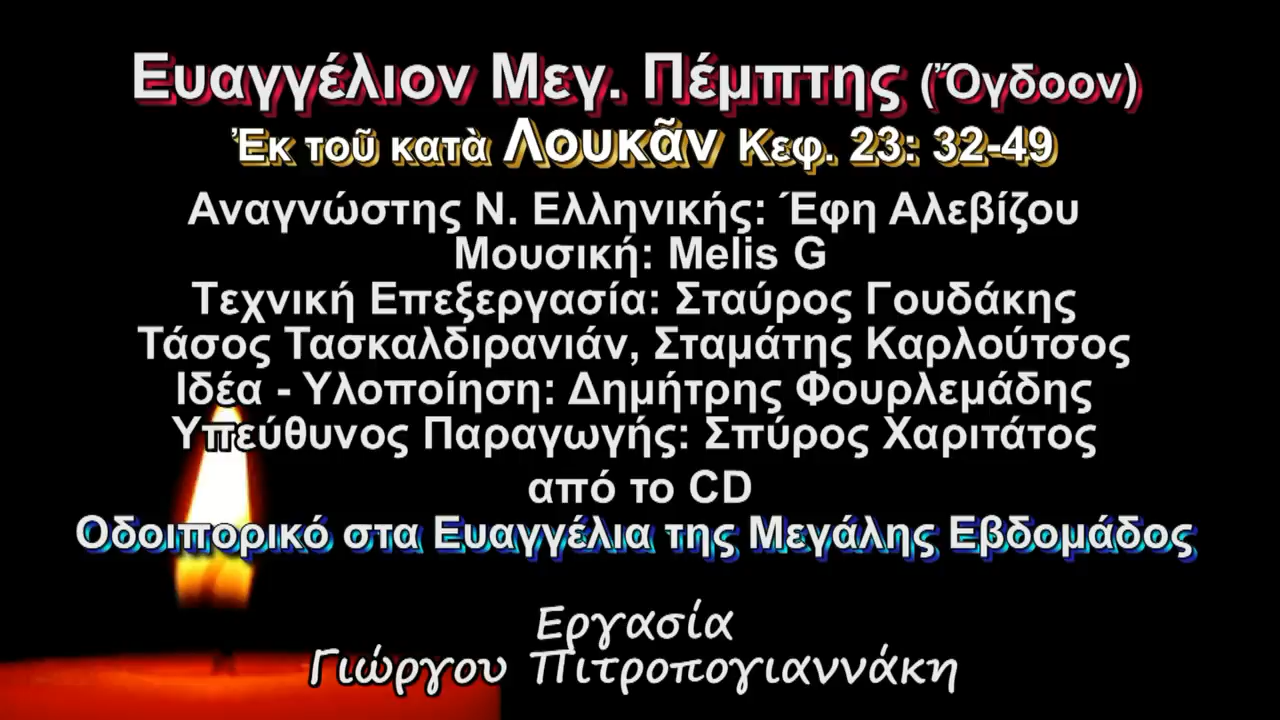 Ευαγγέλιον Μεγ. Πέμπτης (Ὄγδοον)
Ἐκ τοῦ κατὰ Λουκᾶν Κεφ. 23: 32-49
Αναγνώστης Ν. Ελληνικής: Έφη Αλεβίζου
Μουσική: Melis G
Τεχνική Επεξεργασία: Σταύρος Γουδάκης
Τάσος Τασκαλδιρανιάν, Σταμάτης Καρλούτσος
Ιδέα - Υλοποίηση: Δημήτρης Φουρλεμάδης
Υπεύθυνος Παραγωγής: Σπύρος Χαριτάτος
από το CD
Οδοιπορικό στα Ευαγγέλια της Μεγάλης Εβδομάδος
Εργασία
Γιώργου Πιτροπογιαννάκη